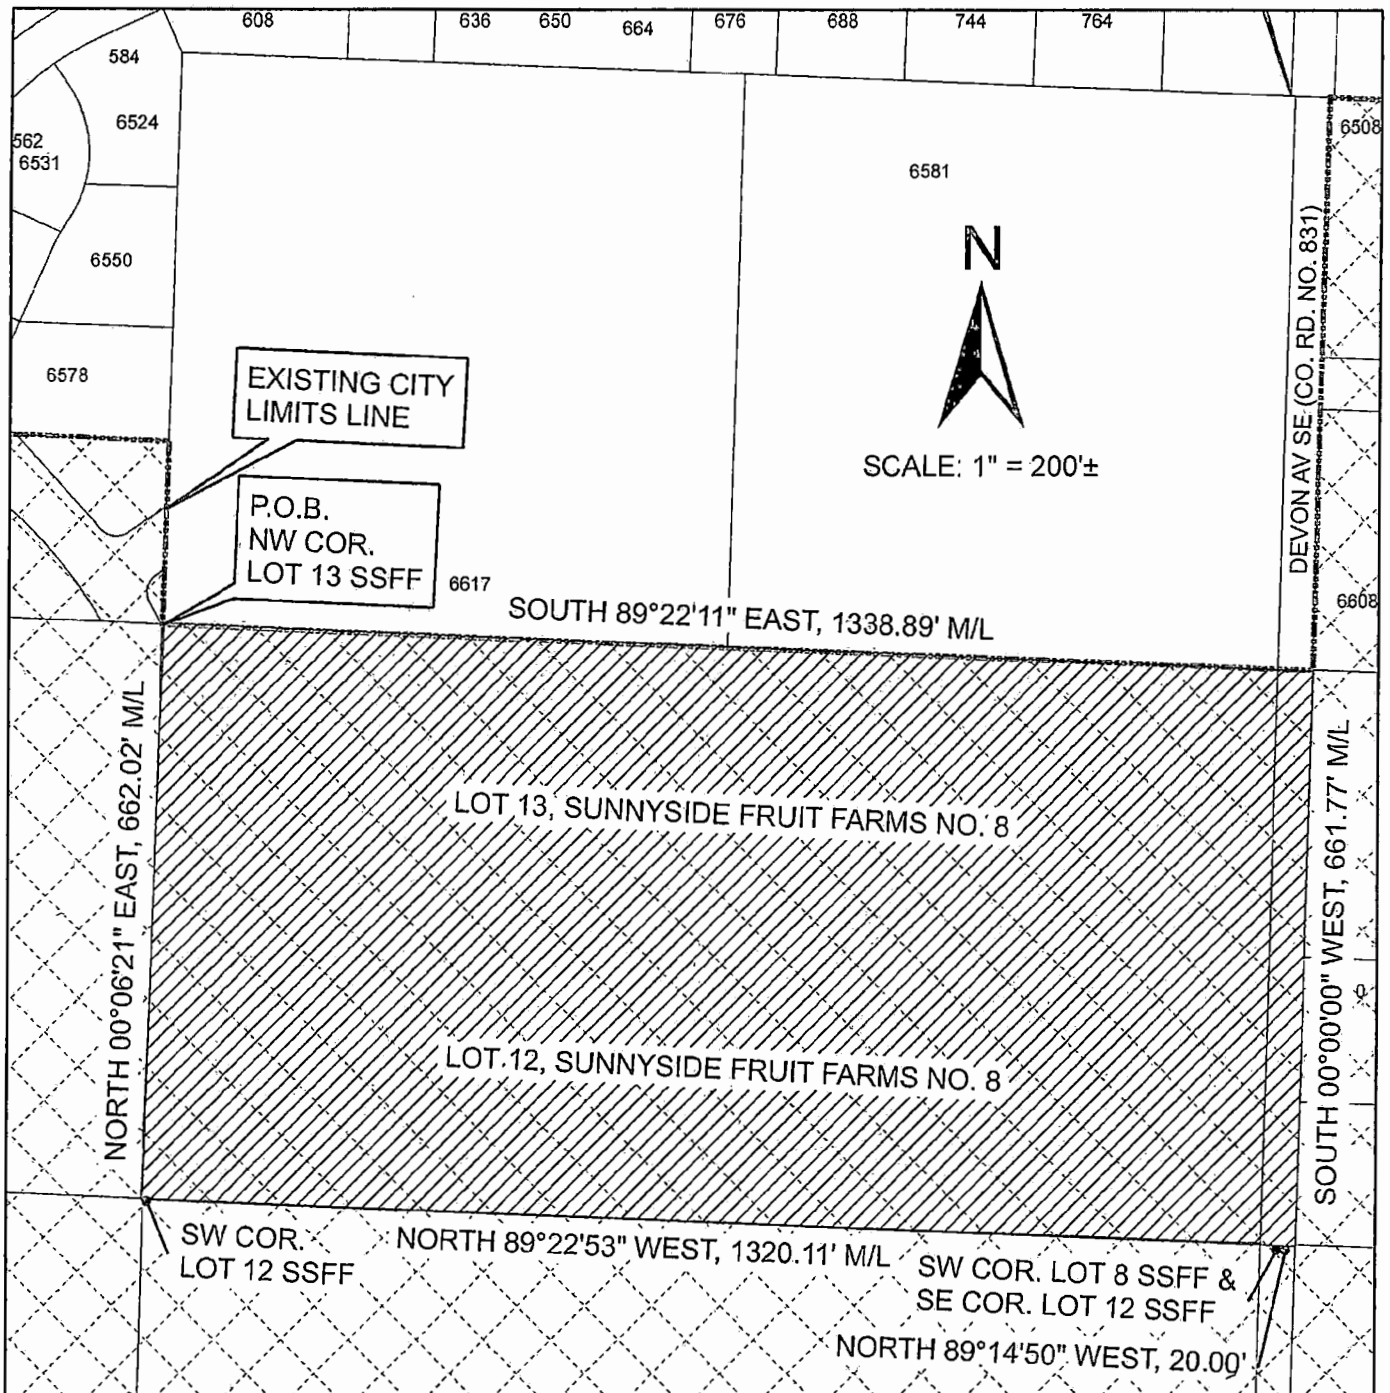 608
636
650
664
676
688
744
764
584
6524
562
6531
6550
6578
6581
6508
N
SCALE: 1" = 200'±
DEVON AV SE (CO. RD. NO. 831)
EXISTING CITY
LIMITS LINE
P.O.B.
NW COR.
LOT 13 SSFF
6617
6608
SOUTH 89°22'11" EAST, 1338.89' M/L
NORTH 00°06'21" EAST, 662.02' M/L
LOT 13, SUNNYSIDE FRUIT FARMS NO. 8
SOUTH 00°00'00" WEST, 661.77' M/L
0
LOT 12, SUNNYSIDE FRUIT FARMS NO. 8
SW COR.
LOT 12 SSFF
NORTH 89°22'53" WEST, 1320.11' M/L
SW COR. LOT 8 SSFF &
SE COR. LOT 12 SSFF
NORTH 89°14'50" WEST, 20.00'